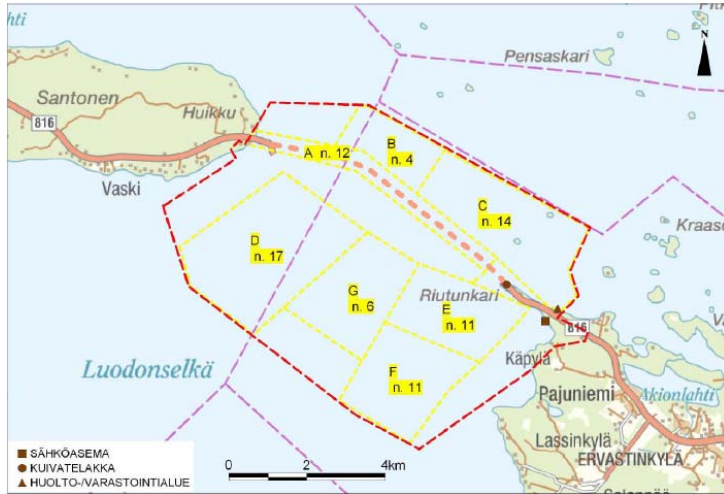 Pensaskari
N
Santonen
Huikku
816
Vaski
A n. 12
B
n. 4
C
n. 14
D
n. 17
G
n. 6
Riutunkari
E
n. 11
F
n. 11
816
Käpylä
Luodonselkä
Pajuniemi
Akionlahti
Lassinkylä
ERVASTINKYLÄ
SÄHKÖASEMA
KUIVATELAKKA
HUOLTO-/VARASTOINTIALUE
0 2 4km